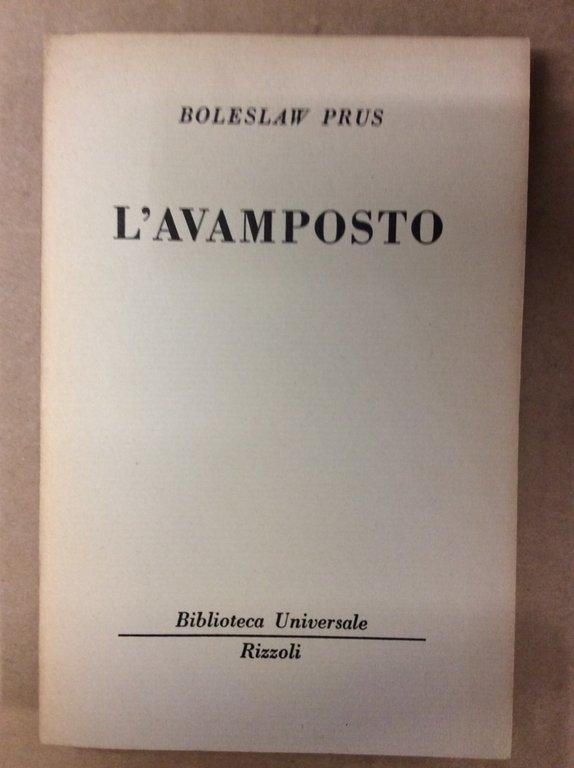 BOLESLAW PRUS
L'AVAMPOSTO
Biblioteca Universale
Rizzoli